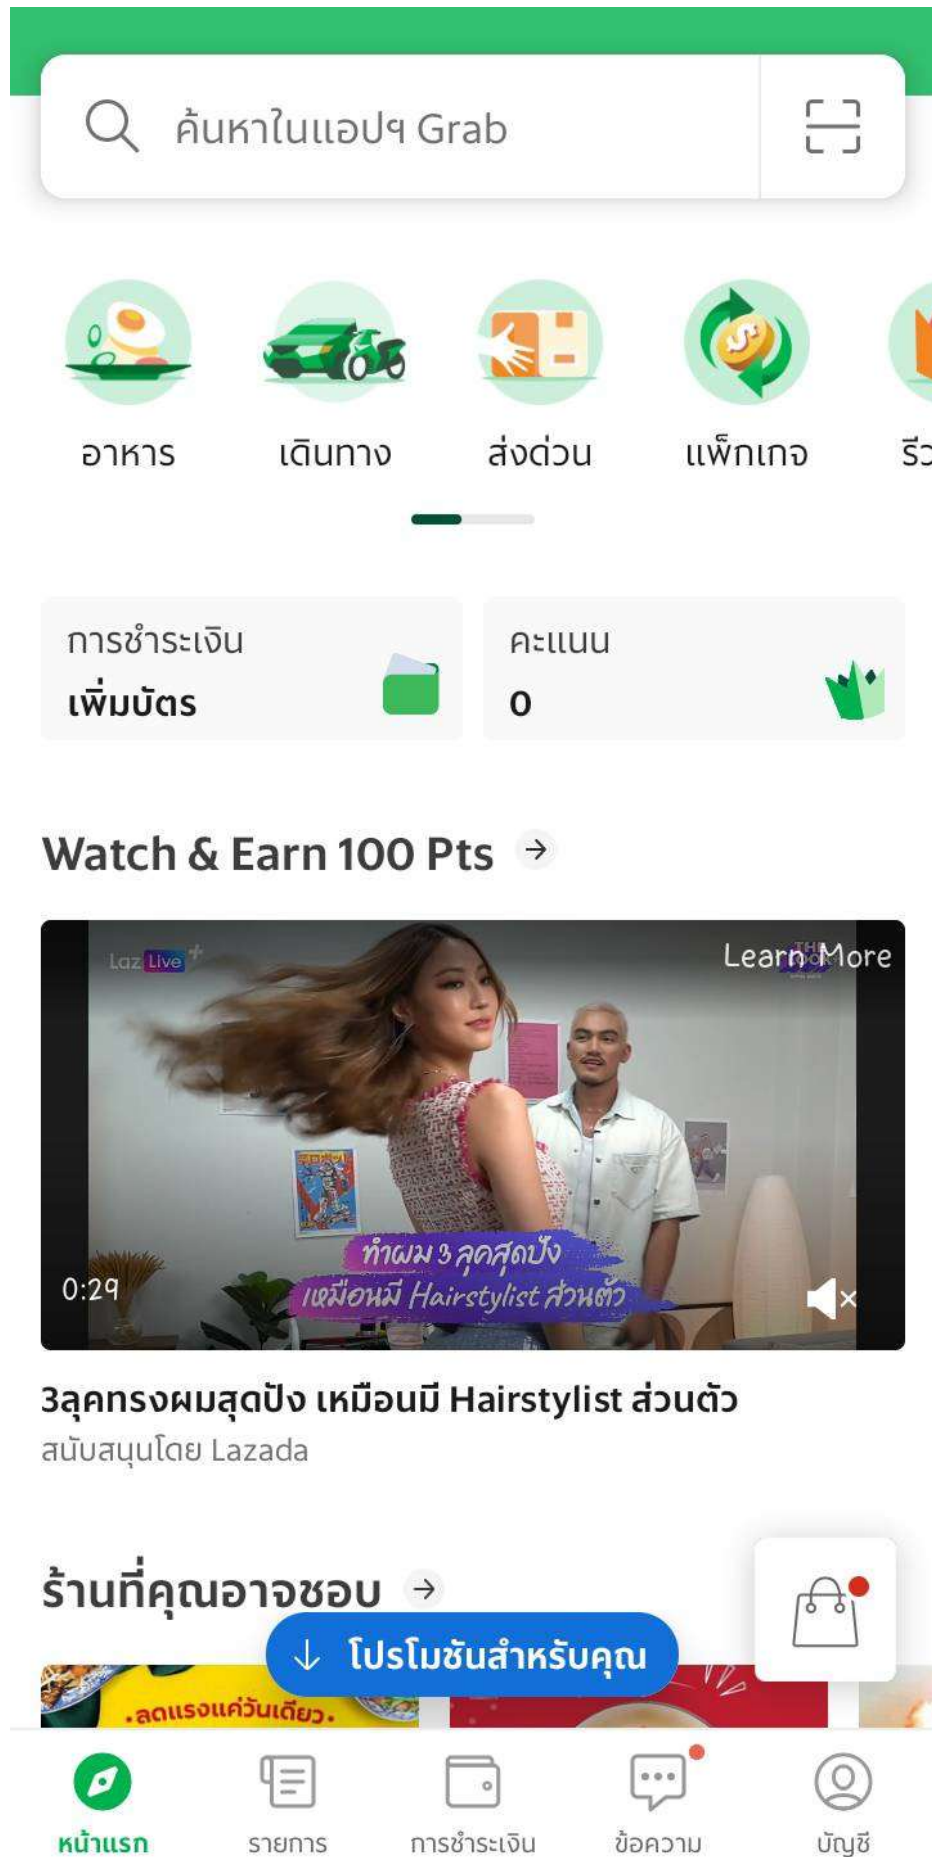 ค้นหาในแอปฯ Grab
อาหาร
เดินทาง
ส่งด่วน
แพ็กเกจ
การชำระเงิน
เพิ่มบัตร
คะแนน
0
Watch & Earn 100 Pts
Laz Live+
Learn More
ทำผม 3 ลุคสุดปัง
เหมือนมี Hairstylist ส่วนตัว
0:29
3ลุคทรงผมสุดปัง เหมือนมี Hairstylist ส่วนตัว
สนับสนุนโดย Lazada
ร้านที่คุณอาจชอบ
โปรโมชันสำหรับคุณ
•ลดแรงแค่วันเดียว•
หน้าแรก
รายการ
การชำระเงิน
ข้อความ
บัญชี